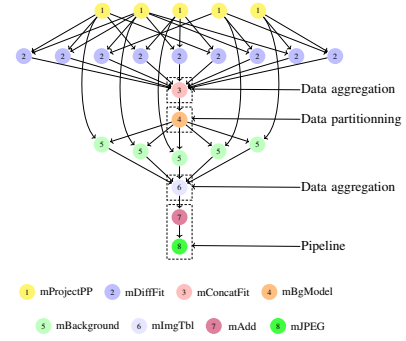 1 1 1 1 1
2 2 2 2 2 2 2 2 2
3 Data aggregation
4 Data partitionning
5 5 5 5 5
6 Data aggregation
7
8 Pipeline
1 mProjectPP 2 mDiffFit 3 mConcatFit 4 mBgModel
5 mBackground 6 mImgTbl 7 mAdd 8 mJPEG